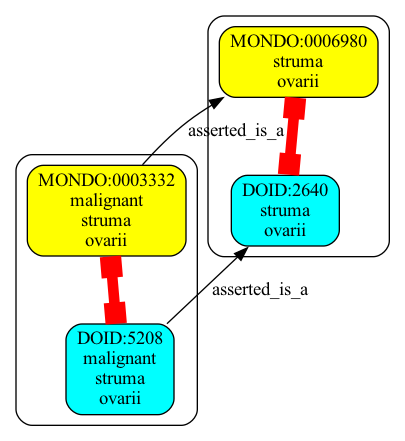 MONDO:0006980
struma
ovarii
asserted_is_a
MONDO:0003332
malignant
struma
ovarii
DOID:2640
struma
ovarii
asserted_is_a
DOID:5208
malignant
struma
ovarii